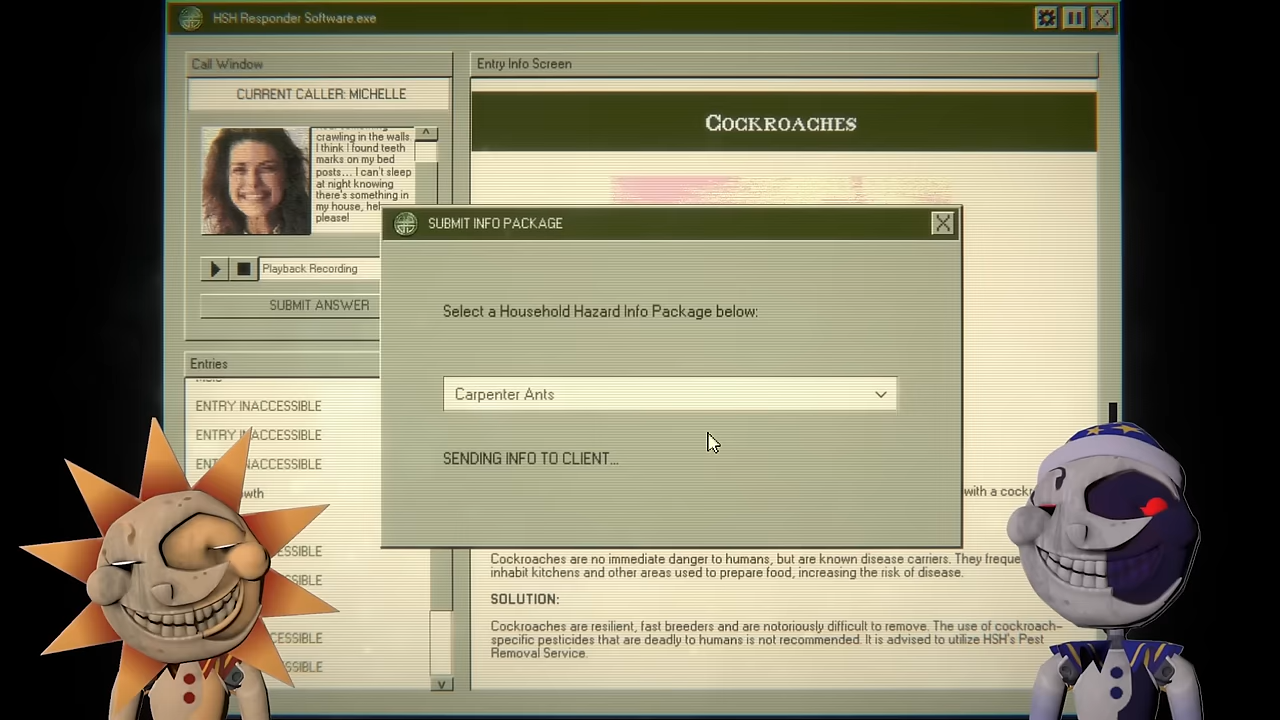 HSH Responder Software.exe
Call Window
CURRENT CALLER: MICHELLE
crawling in the walls
I think I found teeth
marks on my bed
posts... I can't sleep
at night knowing
there's something in
my house,
please!
Playback Recording
SUBMIT ANSWER
Entries
ENTRY INACCESSIBLE
ENTRY INACCESSIBLE
Entry Info Screen
COCKROACHES
SUBMIT INFO PACKAGE
Select a Household Hazard Info Package below:
Carpenter Ants
SENDING INFO TO CLIENT...
with a
Cockroaches are no immediate danger to humans, but are known disease carriers. They
inhabit kitchens and other areas used to prepare food, increasing the risk of disease.
SOLUTION:
Cockroaches are resilient, fast breeders and are notoriously difficult to remove. The use of cockroach-
specific pesticides that are deadly to humans is not recommended. It is advised to utilize HSH's Pest
Removal Service.